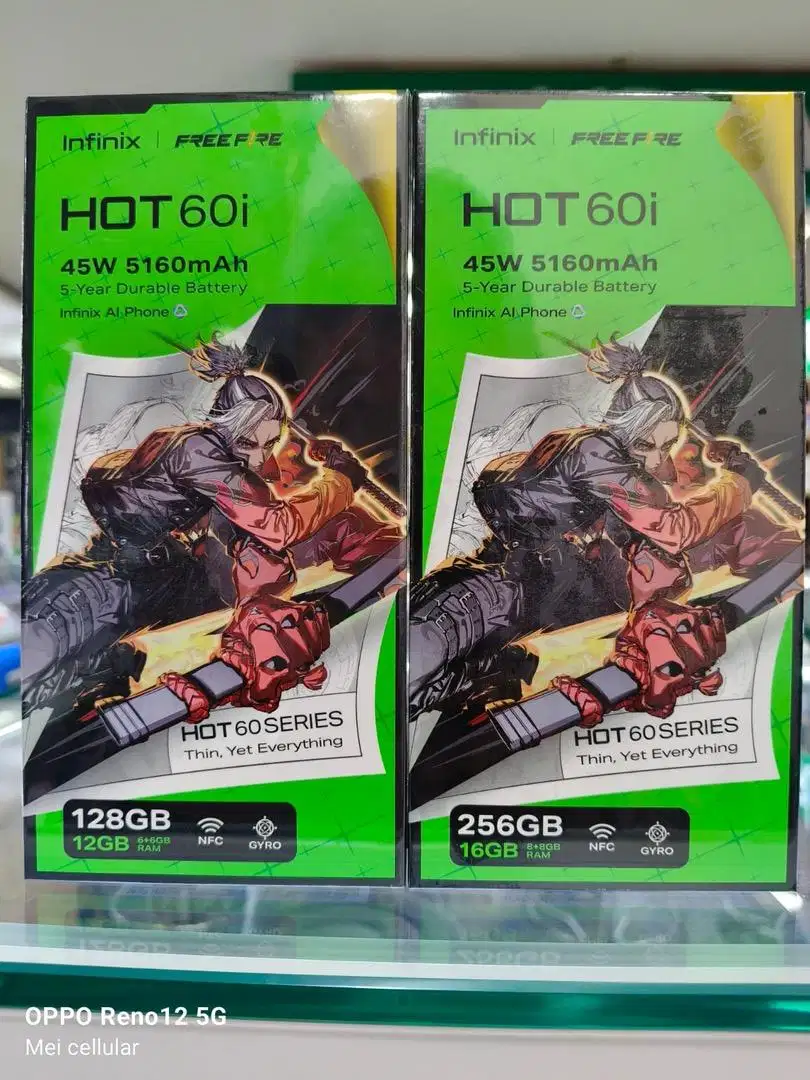 Infinix | FREE FIRE
HOT 60i
45W 5160mAh
5-Year Durable Battery
Infinix AI Phone
HOT 60 SERIES
Thin, Yet Everything
128GB
12GB 6+6GB RAM
NFC
GYRO
Infinix | FREE FIRE
HOT 60i
45W 5160mAh
5-Year Durable Battery
Infinix AI Phone
HOT 60 SERIES
Thin, Yet Everything
256GB
16GB 8+8GB RAM
NFC
GYRO
OPPO Reno12 5G
Mei cellular